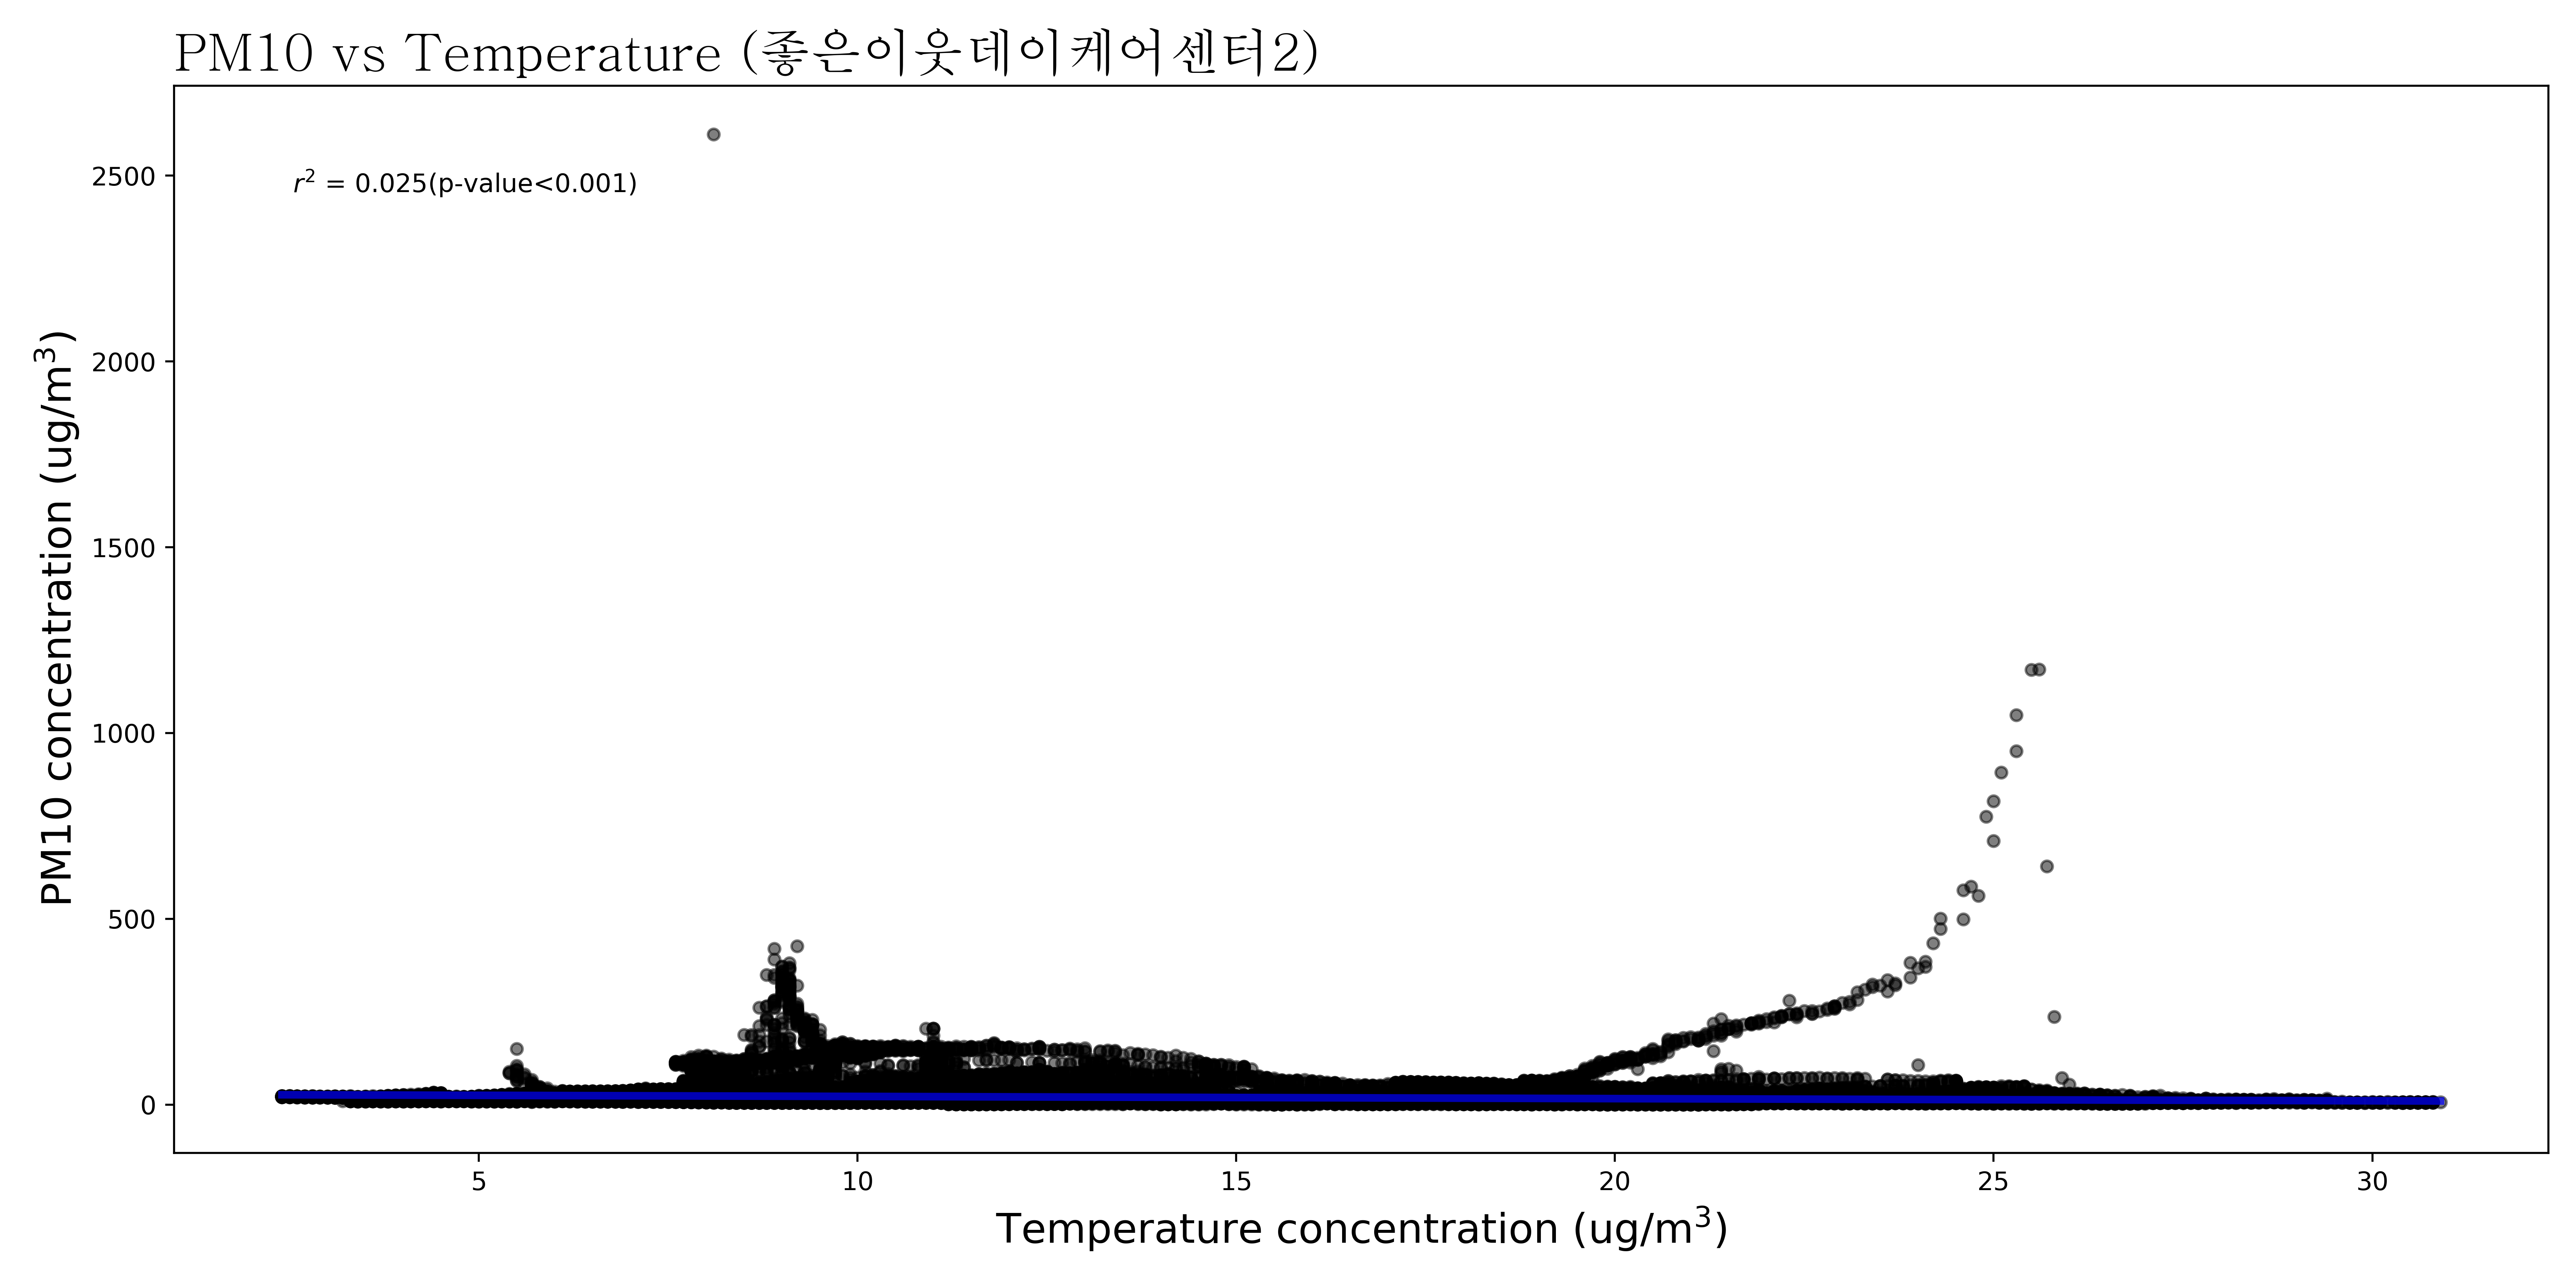 PM10 vs Temperature (좋은이웃데이케어센터2)
r² = 0.025(p-value<0.001)
PM10 concentration (ug/m³)
2500
2000
1500
1000
500
0
5 10 15 20 25 30
Temperature concentration (ug/m³)